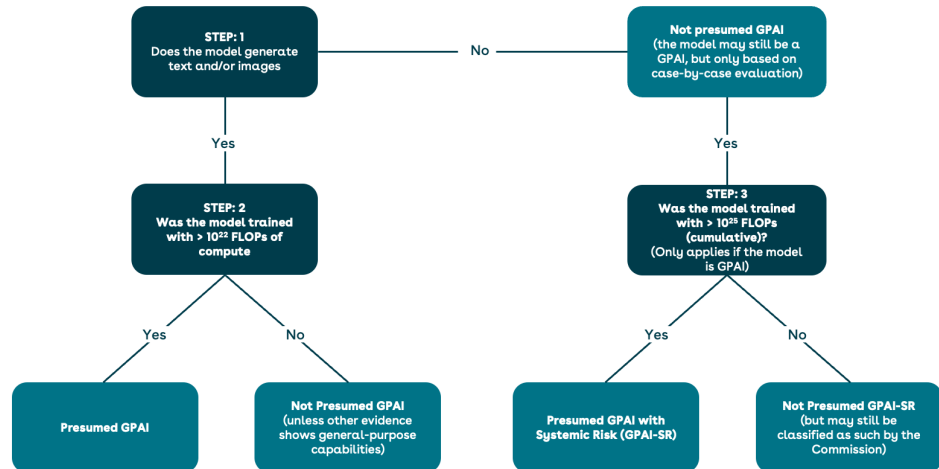 STEP: 1
Does the model generate
text and/or images
No
Not presumed GPAI
(the model may still be a
GPAI, but only based on
case-by-case evaluation)
Yes
Yes
STEP: 2
Was the model trained
with > 10²² FLOPs of
compute
STEP: 3
Was the model trained
with > 10²⁵ FLOPs
(cumulative)?
(Only applies if the model
is GPAI)
Yes
No
Yes
No
Presumed GPAI
Not Presumed GPAI
(unless other evidence
shows general-purpose
capabilities)
Presumed GPAI with
Systemic Risk (GPAI-SR)
Not Presumed GPAI-SR
(but may still be
classified as such by the
Commission)